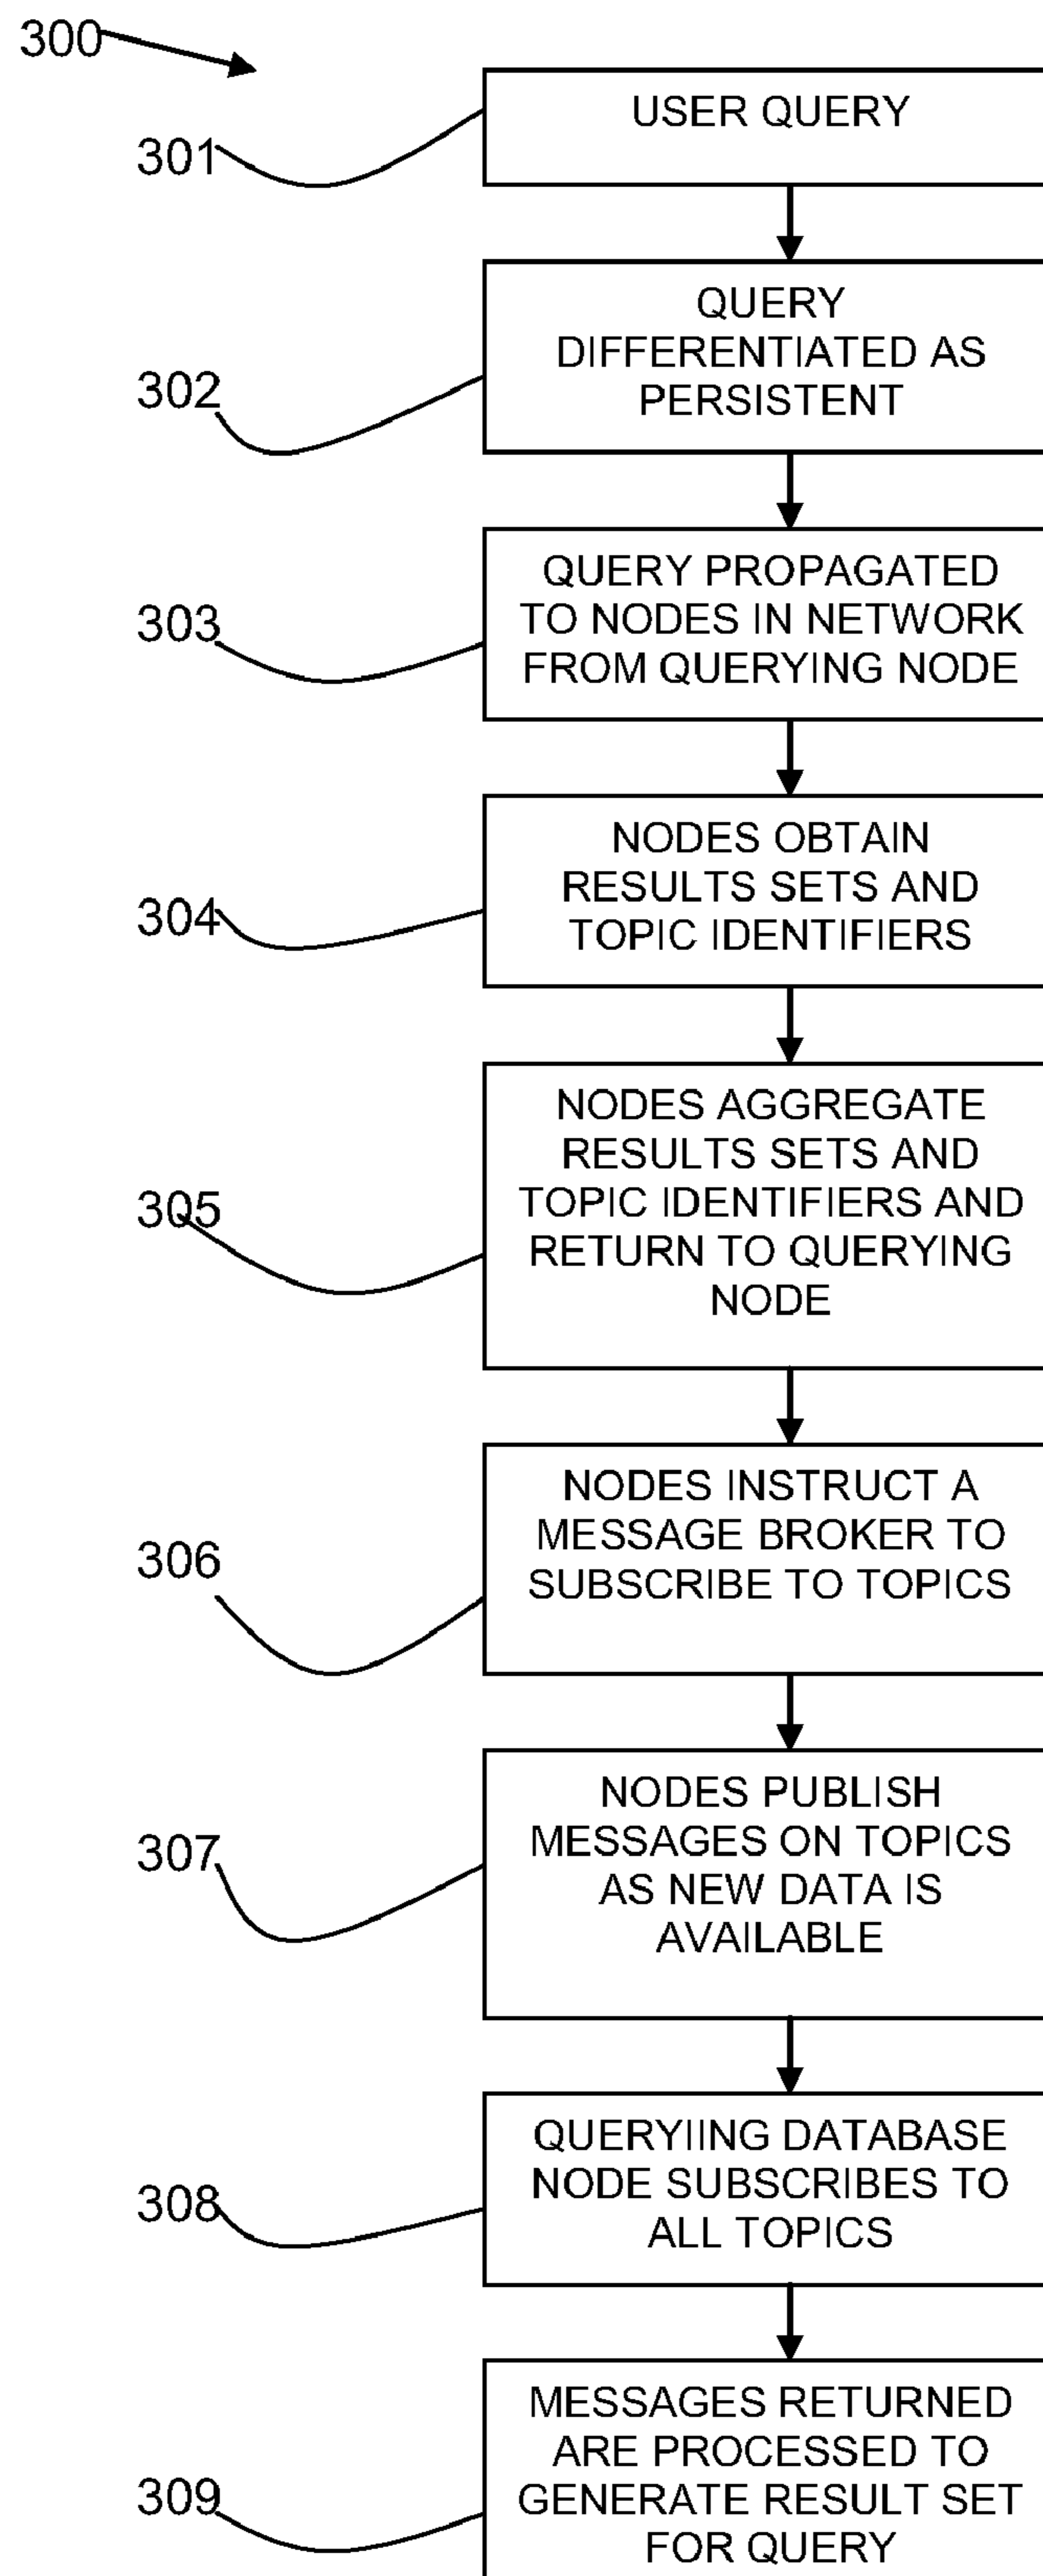 300
301
USER QUERY
302
QUERY
DIFFERENTIATED AS
PERSISTENT
303
QUERY PROPAGATED
TO NODES IN NETWORK
FROM QUERYING NODE
304
NODES OBTAIN
RESULTS SETS AND
TOPIC IDENTIFIERS
305
NODES AGGREGATE
RESULTS SETS AND
TOPIC IDENTIFIERS AND
RETURN TO QUERYING
NODE
306
NODES INSTRUCT A
MESSAGE BROKER TO
SUBSCRIBE TO TOPICS
307
NODES PUBLISH
MESSAGES ON TOPICS
AS NEW DATA IS
AVAILABLE
308
QUERYIING DATABASE
NODE SUBSCRIBES TO
ALL TOPICS
309
MESSAGES RETURNED
ARE PROCESSED TO
GENERATE RESULT SET
FOR QUERY